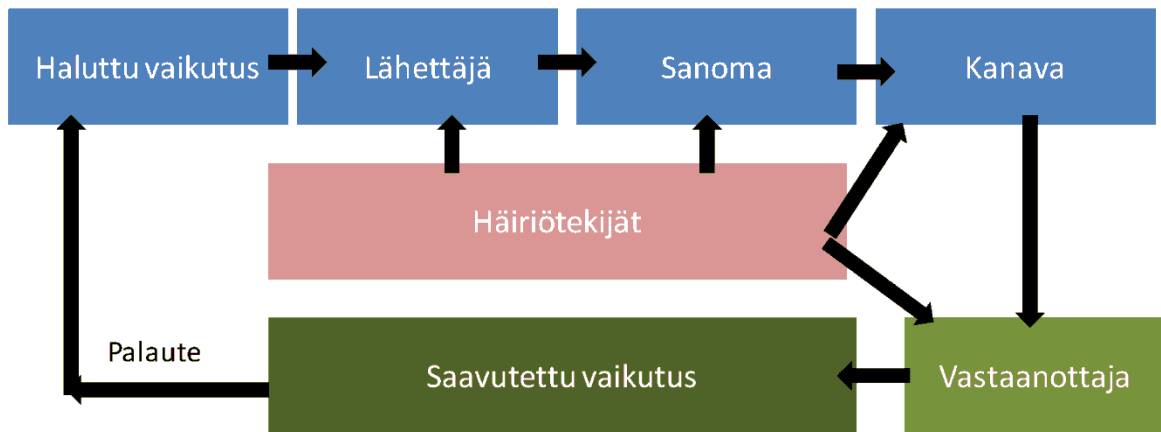 Haluttu vaikutus
Lähettäjä
Sanoma
Kanava
Häiriötekijät
Palaute
Saavutettu vaikutus
Vastaanottaja